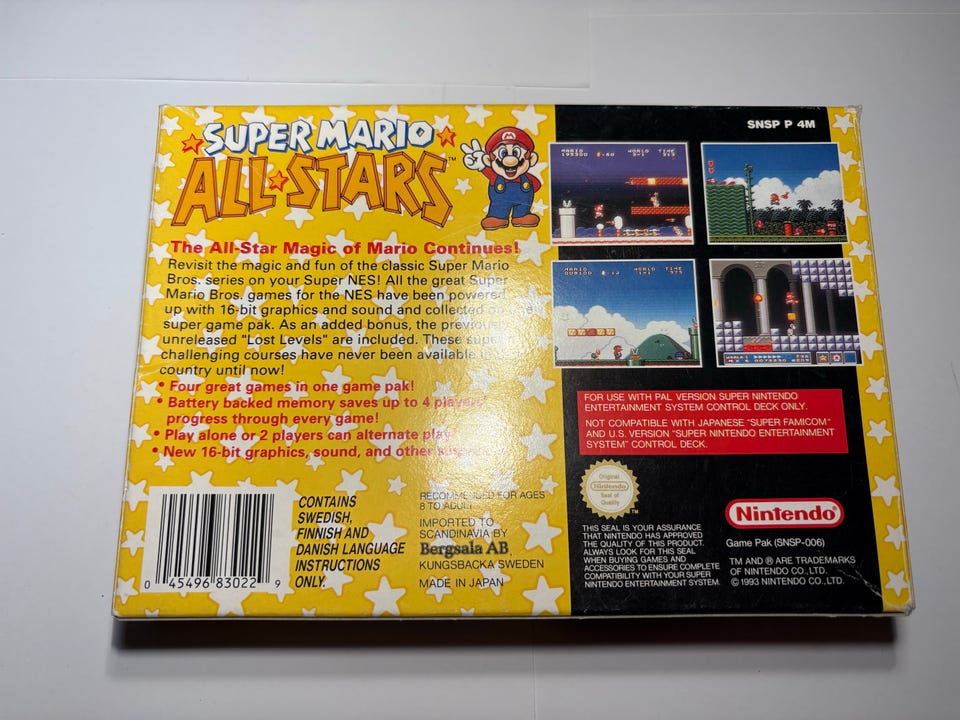 SNSP P 4M
SUPER MARIO
ALL-STARS™
The All-Star Magic of Mario Continues!
Revisit the magic and fun of the classic Super Mario
Bros. series on your Super NES! All the great Super
Mario Bros. games for the NES have been powered
up with 16-bit graphics and sound and collected on
super game pak. As an added bonus, the
unreleased "Lost Levels" are included. These super
challenging courses have never been available
country until now!
• Four great games in one game pak!
• Battery backed memory saves up to 4 players'
progress through every game!
• Play alone or 2 players can alternate play
• New 16-bit graphics, sound, and other
0 45496 83022 9
CONTAINS
SWEDISH,
FINNISH AND
DANISH LANGUAGE
INSTRUCTIONS
ONLY.
RECOMMENDED FOR AGES
8 TO ADULT
IMPORTED TO
SCANDINAVIA BY
Bergsala AB,
KUNGSBACKA SWEDEN
MADE IN JAPAN
MARIO WORLD TIME
MARIO WORLD TIME
FOR USE WITH PAL VERSION SUPER NINTENDO
ENTERTAINMENT SYSTEM CONTROL DECK ONLY.
NOT COMPATIBLE WITH JAPANESE "SUPER FAMICOM"
AND U.S. VERSION "SUPER NINTENDO ENTERTAINMENT
SYSTEM" CONTROL DECK.
Original
Nintendo
Seal of
Quality
TM
THIS SEAL IS YOUR ASSURANCE
THAT NINTENDO HAS APPROVED
THE QUALITY OF THIS PRODUCT.
ALWAYS LOOK FOR THIS SEAL
WHEN BUYING GAMES AND
ACCESSORIES TO ENSURE COMPLETE
COMPATIBILITY WITH YOUR SUPER
NINTENDO ENTERTAINMENT SYSTEM.
Nintendo®
Game Pak (SNSP-006)
TM AND ® ARE TRADEMARKS
OF NINTENDO CO.,LTD.
© 1993 NINTENDO CO.,LTD.